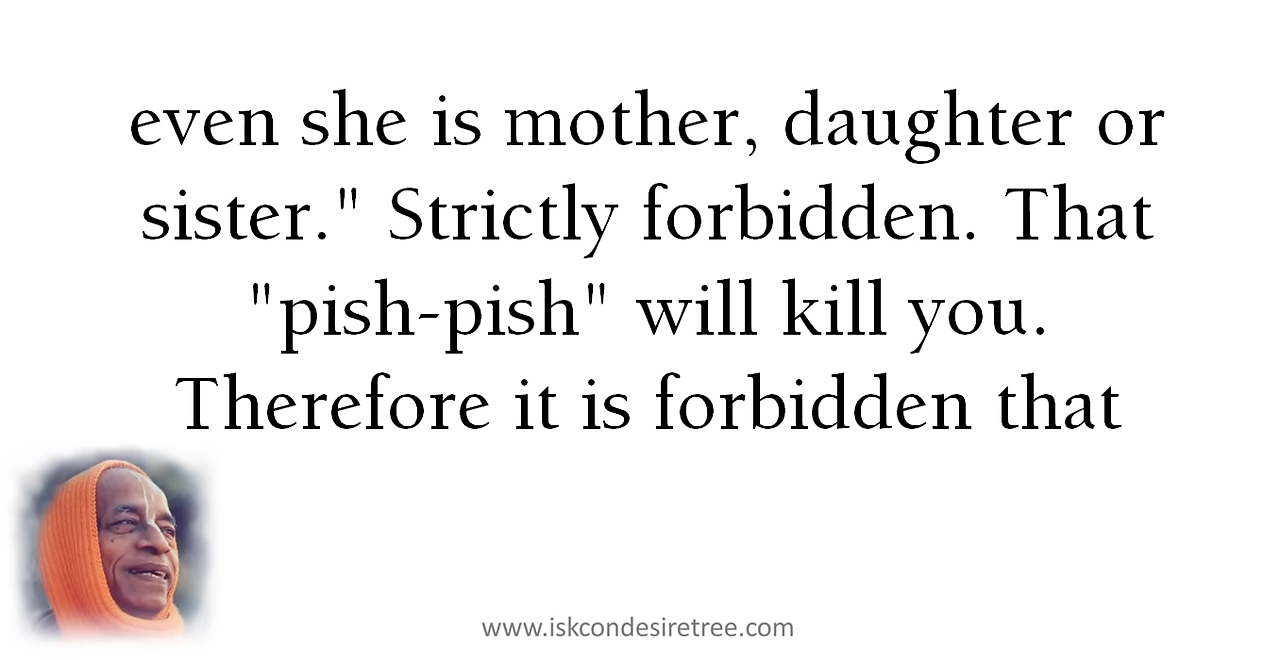 even she is mother, daughter or
sister." Strictly forbidden. That
"pish-pish" will kill you.
Therefore it is forbidden that
www.iskcondesiretree.com